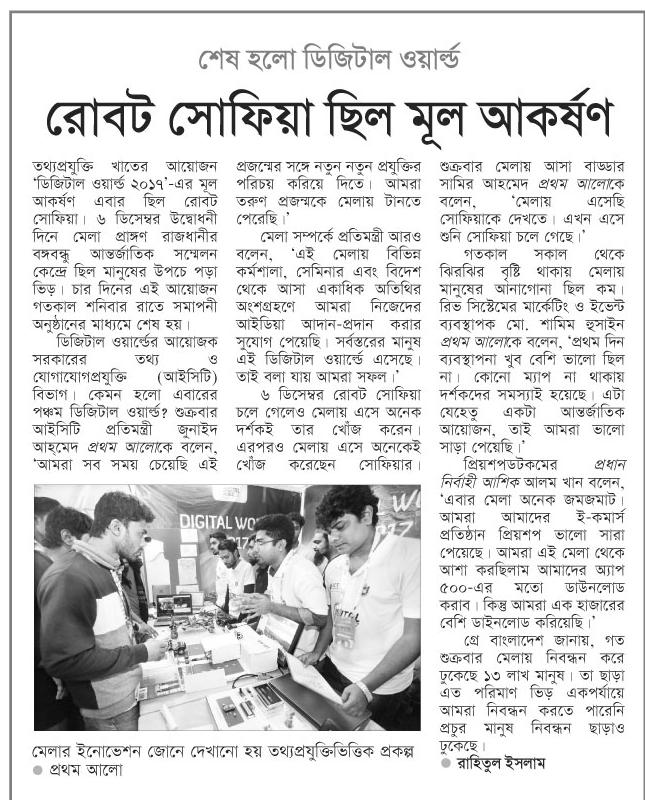 শেষ হলো ডিজিটাল ওয়ার্ল্ড
রোবট সোফিয়া ছিল মূল আকর্ষণ
তথ্যপ্রযুক্তি খাতের আয়োজন
‘ডিজিটাল ওয়ার্ল্ড ২০১৭’-এর মূল
আকর্ষণ এবার ছিল রোবট
সোফিয়া। ৬ ডিসেম্বর উদ্বোধনী
দিনে মেলা প্রাঙ্গণ রাজধানীর
বঙ্গবন্ধু আন্তর্জাতিক সম্মেলন
কেন্দ্রে ছিল মানুষের উপচে পড়া
ভিড়। চার দিনের এই আয়োজন
গতকাল শনিবার রাতে সমাপনী
অনুষ্ঠানের মাধ্যমে শেষ হয়।
ডিজিটাল ওয়ার্ল্ডের আয়োজক
সরকারের তথ্য ও
যোগাযোগপ্রযুক্তি (আইসিটি)
বিভাগ। কেমন হলো এবারের
পঞ্চম ডিজিটাল ওয়ার্ল্ড? শুক্রবার
আইসিটি প্রতিমন্ত্রী জুনাইদ
আহ্‌মেদ প্রথম আলোকে বলেন,
‘আমরা সব সময় চেয়েছি এই
প্রজন্মের সঙ্গে নতুন নতুন প্রযুক্তির
পরিচয় করিয়ে দিতে। আমরা
তরুণ প্রজন্মকে মেলায় টানতে
পেরেছি।’
মেলা সম্পর্কে প্রতিমন্ত্রী আরও
বলেন, ‘এই মেলায় বিভিন্ন
কর্মশালা, সেমিনার এবং বিদেশ
থেকে আসা একাধিক অতিথির
অংশগ্রহণে আমরা নিজেদের
আইডিয়া আদান-প্রদান করার
সুযোগ পেয়েছি। সর্বস্তরের মানুষ
এই ডিজিটাল ওয়ার্ল্ডে এসেছে।
তাই বলা যায় আমরা সফল।’
৬ ডিসেম্বর রোবট সোফিয়া
চলে গেলেও মেলায় এসে অনেক
দর্শকই তার খোঁজ করেন।
এরপরও মেলায় এসে অনেকেই
খোঁজ করেছেন সোফিয়ার।
শুক্রবার মেলায় আসা বাড্ডার
সামির আহমেদ প্রথম আলোকে
বলেন, ‘মেলায় এসেছি
সোফিয়াকে দেখতে। এখন এসে
শুনি সোফিয়া চলে গেছে।’
গতকাল সকাল থেকে
ঝিরঝির বৃষ্টি থাকায় মেলায়
মানুষের আঁনাগোনা ছিল কম।
রিভ সিস্টেমের মার্কেটিং ও ইভেন্ট
ব্যবস্থাপক মো. শামিম হুসাইন
প্রথম আলোকে বলেন, ‘প্রথম দিন
ব্যবস্থাপনা খুব বেশি ভালো ছিল
না। কোনো ম্যাপ না থাকায়
দর্শকদের সমস্যাই হয়েছে। এটা
যেহেতু একটা আন্তর্জাতিক
আয়োজন, তাই আমরা ভালো
সাড়া পেয়েছি।’
প্রিয়শপডটকমের প্রধান
নির্বাহী আশিক আলম খান বলেন,
‘এবার মেলা অনেক জমজমাট।
আমরা আমাদের ই-কমার্স
প্রতিষ্ঠান প্রিয়শপ ভালো সারা
পেয়েছে। আমরা এই মেলা থেকে
আশা করছিলাম আমাদের অ্যাপ
৫০০-এর মতো ডাউনলোড
করাব। কিন্তু আমরা এক হাজারের
বেশি ডাইনলোড করিয়েছি।’
গ্রে বাংলাদেশ জানায়, গত
শুক্রবার মেলায় নিবন্ধন করে
ঢুকেছে ১৩ লাখ মানুষ। তা ছাড়া
এত পরিমাণ ভিড় একপর্যায়ে
আমরা নিবন্ধন করতে পারেনি
প্রচুর মানুষ নিবন্ধন ছাড়াও
ঢুকেছে।
● রাহিতুল ইসলাম
DIGITAL WO
2017
W
017
মেলার ইনোভেশন জোনে দেখানো হয় তথ্যপ্রযুক্তিভিত্তিক প্রকল্প
● প্রথম আলো